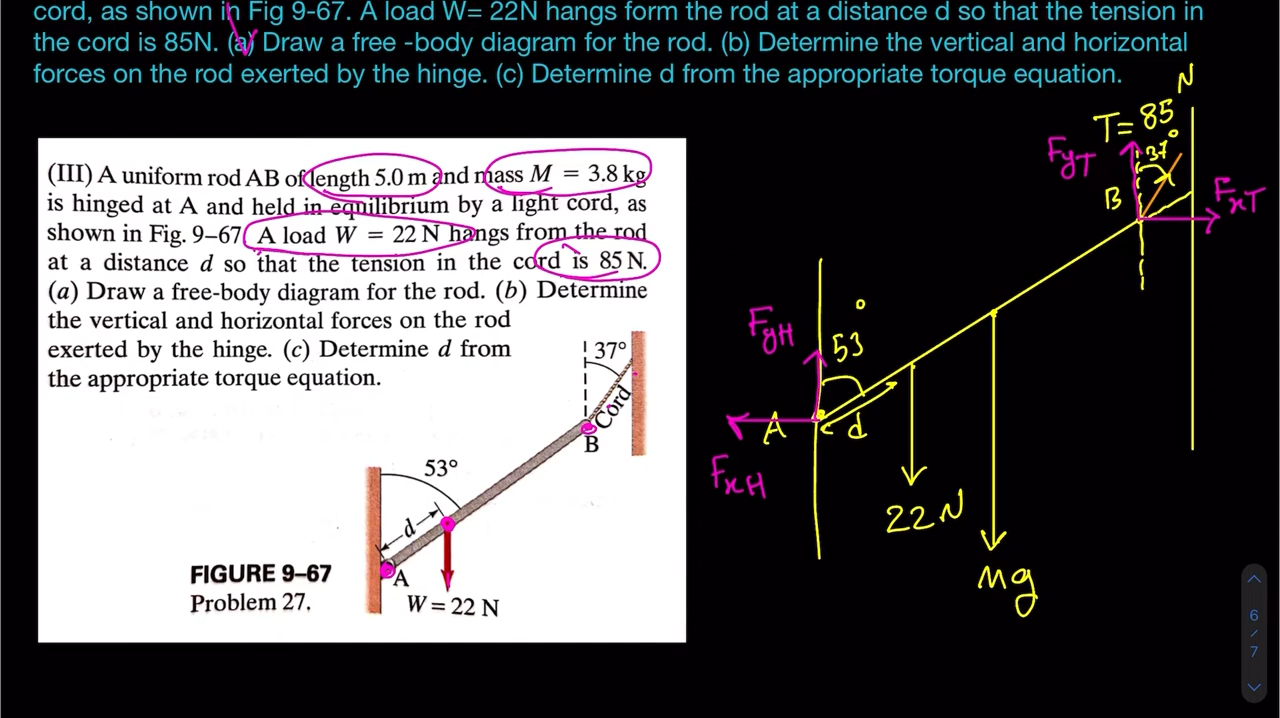 cord, as shown in Fig 9-67. A load W= 22N hangs form the rod at a distance d so that the tension in
the cord is 85N. (a) Draw a free -body diagram for the rod. (b) Determine the vertical and horizontal
forces on the rod exerted by the hinge. (c) Determine d from the appropriate torque equation.
(III) A uniform rod AB of length 5.0 m and mass M = 3.8 kg
is hinged at A and held in equilibrium by a light cord, as
shown in Fig. 9–67. A load W = 22 N hangs from the rod
at a distance d so that the tension in the cord is 85 N.
(a) Draw a free-body diagram for the rod. (b) Determine
the vertical and horizontal forces on the rod
exerted by the hinge. (c) Determine d from
the appropriate torque equation.
37°
Cord
B
53°
d
A
W = 22 N
FIGURE 9–67
Problem 27.
T = 85 N
37°
FyT
B
FxT
FyH
53°
A
d
FxH
22 N
Mg
6
/
7